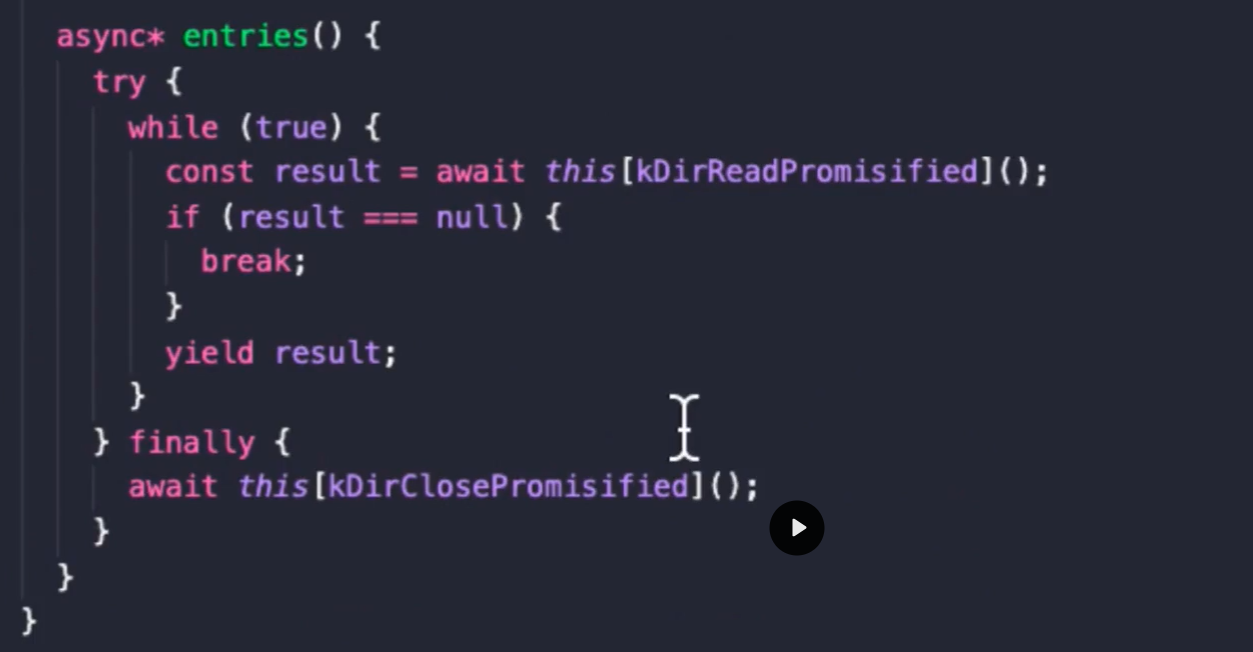 async* entries() {
try {
while (true) {
const result = await this[kDirReadPromisified]();
if (result === null) {
break;
}
yield result;
}
} finally {
await this[kDirClosePromisified]();
}
}
}